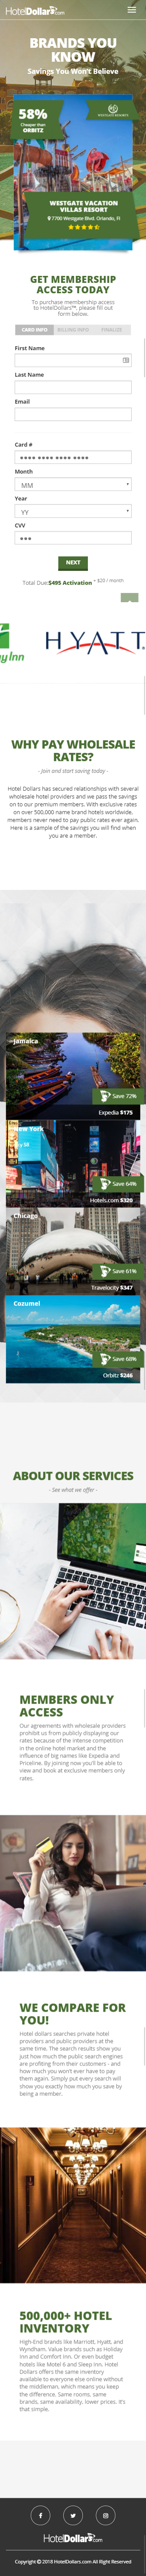 HotelDollars.com
BRANDS YOU
KNOW
Savings You Won't Believe
58%
Cheaper than
ORBITZ
WESTGATE RESORTS
WESTGATE VACATION
VILLAS RESORT
7700 Westgate Blvd. Orlando, Fl
GET MEMBERSHIP
ACCESS TODAY
To purchase membership access
to HotelDollars™, please fill out
form below.
CARD INFO BILLING INFO FINALIZE
First Name
Last Name
Email
Card #
Month
MM
Year
YY
CVV
NEXT
Total Due:$495 Activation + $20 / month
y Inn
HYATT
WHY PAY WHOLESALE
RATES?
- Join and start saving today -
Hotel Dollars has secured relationships with several
wholesale hotel providers and we pass the savings
on to our premium members. With exclusive rates
on over 500,000 name brand hotels worldwide,
members never need to pay public rates ever again.
Here is a sample of the savings you will find when
you are a member.
Jamaica
Save 72%
Expedia $175
New York
Save 64%
Hotels.com $320
Chicago
Save 61%
Travelocity $347
Cozumel
Save 68%
Orbitz $246
ABOUT OUR SERVICES
- See what we offer -
MEMBERS ONLY
ACCESS
Our agreements with wholesale providers
prohibit us from publicly displaying our
rates because of the intense competition
in the online hotel market and the
influence of big names like Expedia and
Priceline. By joining now you'll be able to
view and book at exclusive members only
rates.
WE COMPARE FOR
YOU!
Hotel dollars searches private hotel
providers and public providers at the
same time. The search results show you
just how much the public search engines
are profiting from their customers - and
how much you won't ever have to pay
them again. Simply put every search will
show you exactly how much you save by
being a member.
500,000+ HOTEL
INVENTORY
High-End brands like Marriott, Hyatt, and
Wyndham. Value brands such as Holiday
Inn and Comfort Inn. Or even budget
hotels like Motel 6 and Sleep Inn. Hotel
Dollars offers the same inventory
available to everyone else online without
the middleman, which means you keep
the difference. Same rooms, same
brands, same availability, lower prices. It's
that simple.
HotelDollars.com
Copyright © 2018 HotelDollars.com All Right Reserved